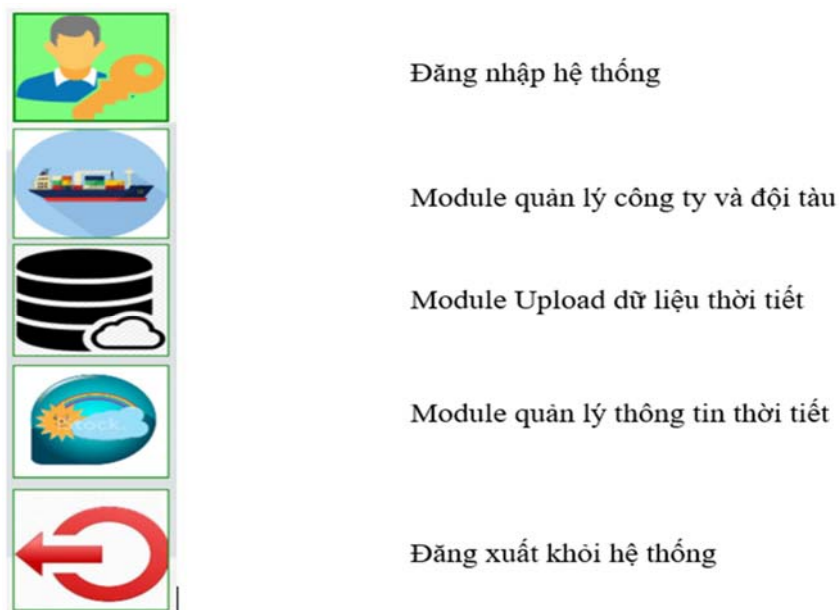 Đăng nhập hệ thống
Module quản lý công ty và đội tàu
Module Upload dữ liệu thời tiết
Module quản lý thông tin thời tiết
Đăng xuất khỏi hệ thống